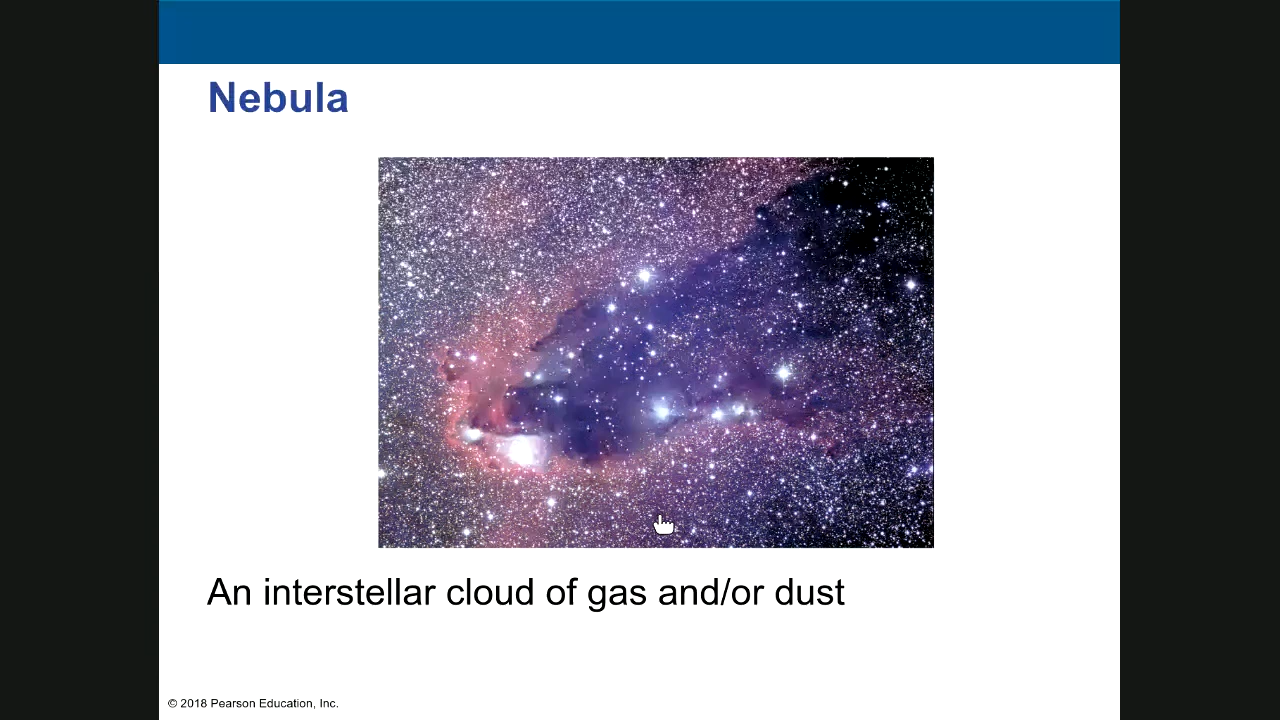 Nebula
An interstellar cloud of gas and/or dust
© 2018 Pearson Education, Inc.